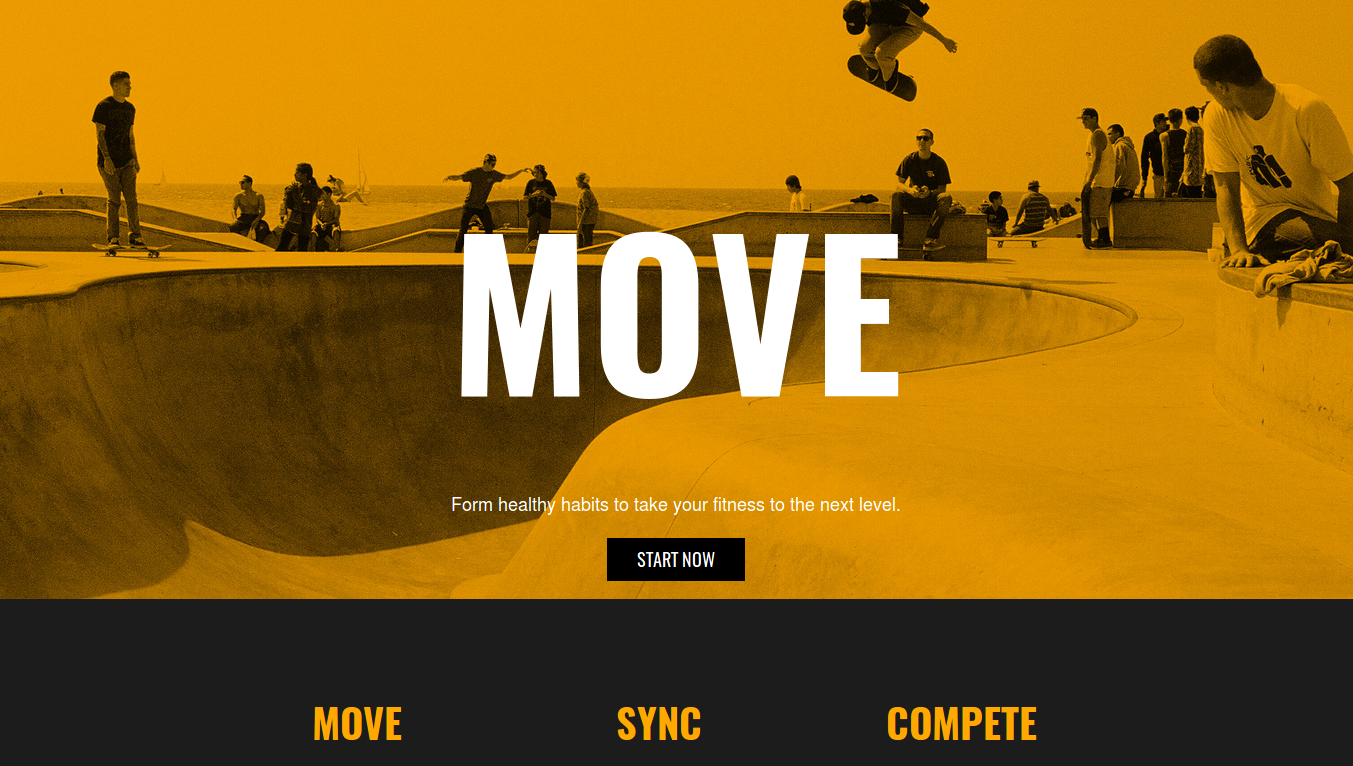 MOVE
Form healthy habits to take your fitness to the next level.
START NOW
MOVE
SYNC
COMPETE